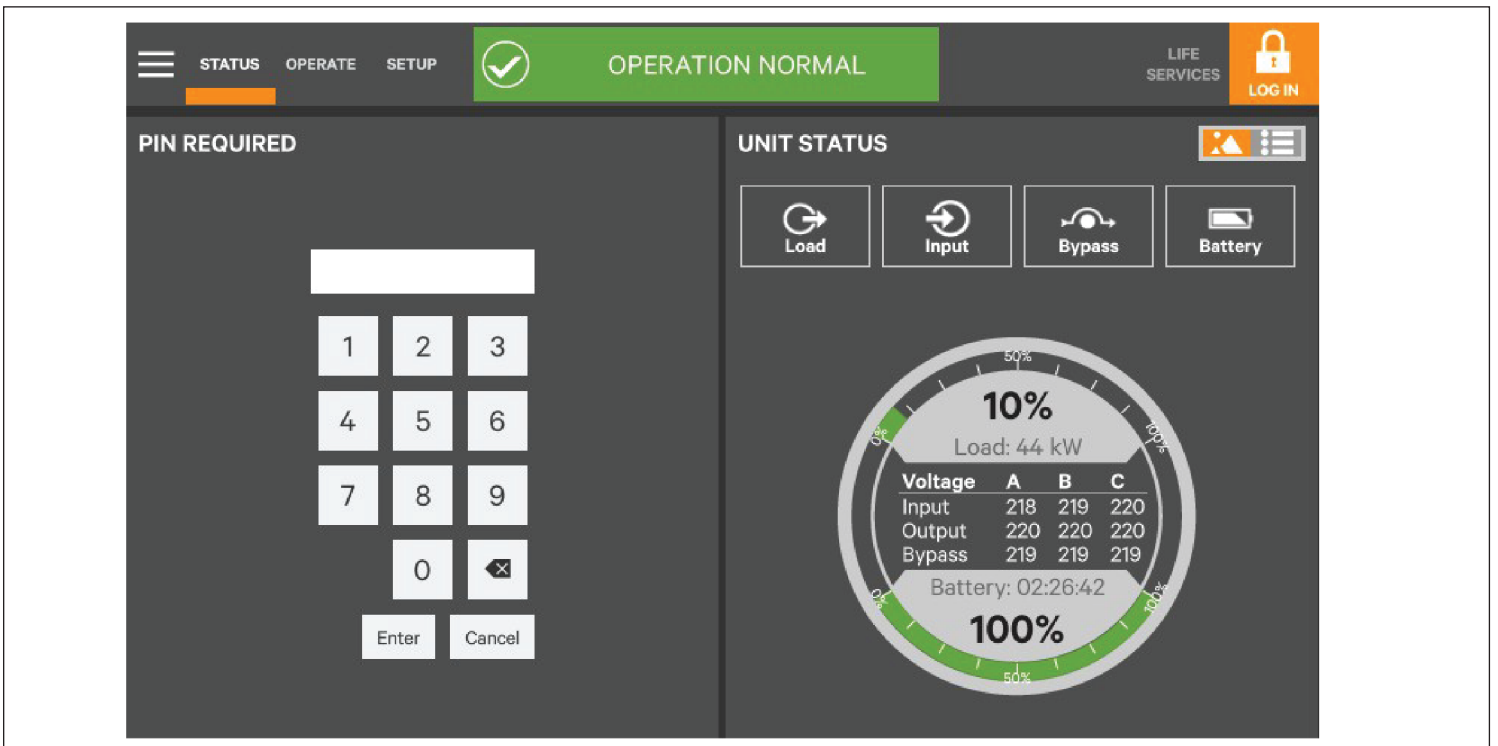 STATUS OPERATE SETUP
OPERATION NORMAL
LIFE
SERVICES
LOG IN
PIN REQUIRED
1 2 3
4 5 6
7 8 9
0
Enter Cancel
UNIT STATUS
Load Input Bypass Battery
50%
0% 100%
10%
Load: 44 kW
Voltage A B C
Input 218 219 220
Output 220 220 220
Bypass 219 219 219
Battery: 02:26:42
0% 100%
100%
50%